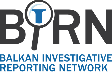 BIRN
BALKAN INVESTIGATIVE
REPORTING NETWORK